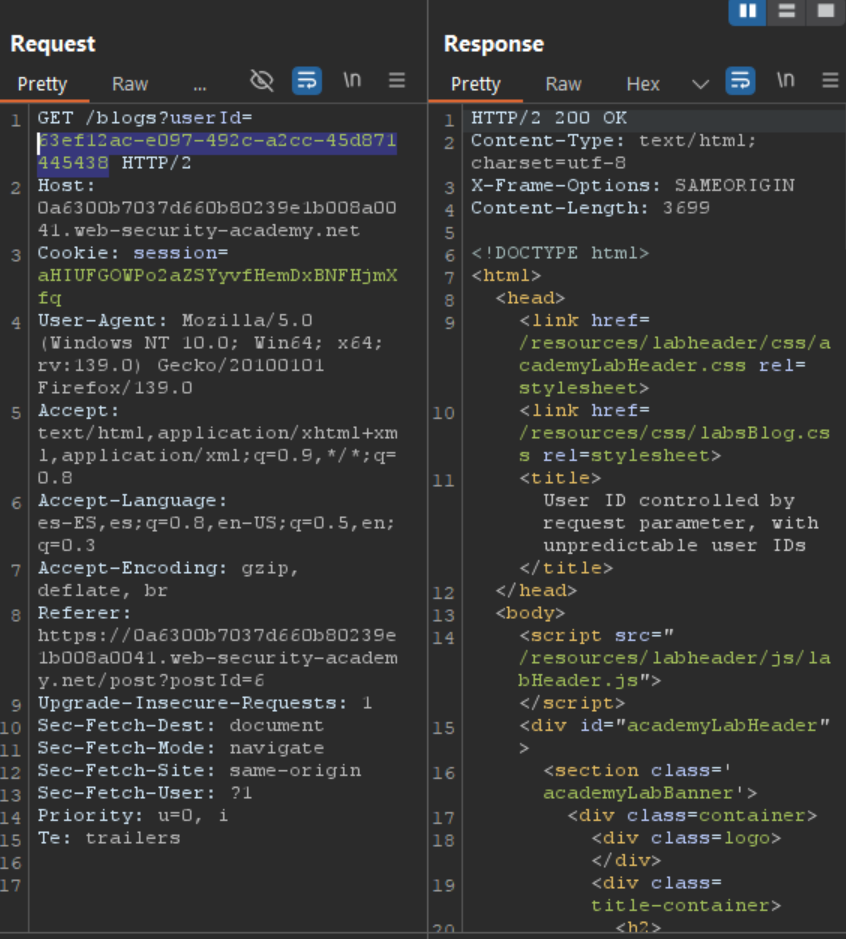 Request
Pretty Raw ... \n
1 GET /blogs?userId=
63ef12ac-e097-492c-a2cc-45d871
445438 HTTP/2
2 Host:
0a6300b7037d660b80239e1b008a00
41.web-security-academy.net
3 Cookie: session=
aHIUFGOWPo2aZSYyvfHemDxBNFHjmX
fq
4 User-Agent: Mozilla/5.0
(Windows NT 10.0; Win64; x64;
rv:139.0) Gecko/20100101
Firefox/139.0
5 Accept:
text/html,application/xhtml+xm
l,application/xml;q=0.9,*/*;q=
0.8
6 Accept-Language:
es-ES,es;q=0.8,en-US;q=0.5,en;
q=0.3
7 Accept-Encoding: gzip,
deflate, br
8 Referer:
https://0a6300b7037d660b80239e
1b008a0041.web-security-academ
y.net/post?postId=6
9 Upgrade-Insecure-Requests: 1
10 Sec-Fetch-Dest: document
11 Sec-Fetch-Mode: navigate
12 Sec-Fetch-Site: same-origin
13 Sec-Fetch-User: ?1
14 Priority: u=0, i
15 Te: trailers
16
17
Response
Pretty Raw Hex \n
1 HTTP/2 200 OK
2 Content-Type: text/html;
charset=utf-8
3 X-Frame-Options: SAMEORIGIN
4 Content-Length: 3699
5
6 <!DOCTYPE html>
7 <html>
8 <head>
9 <link href=
/resources/labheader/css/a
cademyLabHeader.css rel=
stylesheet>
10 <link href=
/resources/css/labsBlog.cs
s rel=stylesheet>
11 <title>
User ID controlled by
request parameter, with
unpredictable user IDs
</title>
12 </head>
13 <body>
14 <script src="
/resources/labheader/js/la
bHeader.js">
</script>
15 <div id="academyLabHeader"
>
16 <section class='
academyLabBanner'>
17 <div class=container>
18 <div class=logo>
</div>
19 <div class=
title-container>
20 <h2>